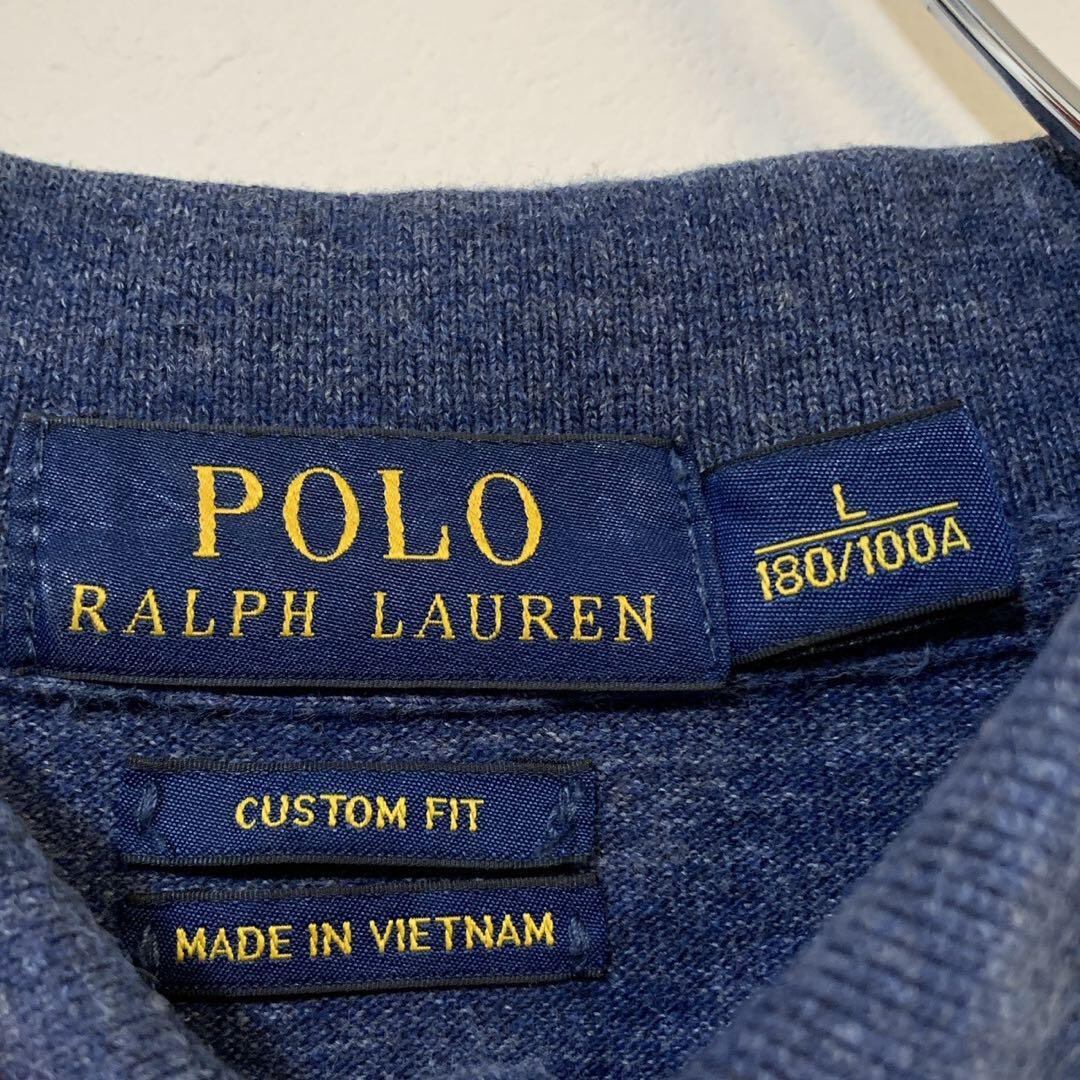 POLO
RALPH LAUREN
L
180/100A
CUSTOM FIT
MADE IN VIETNAM